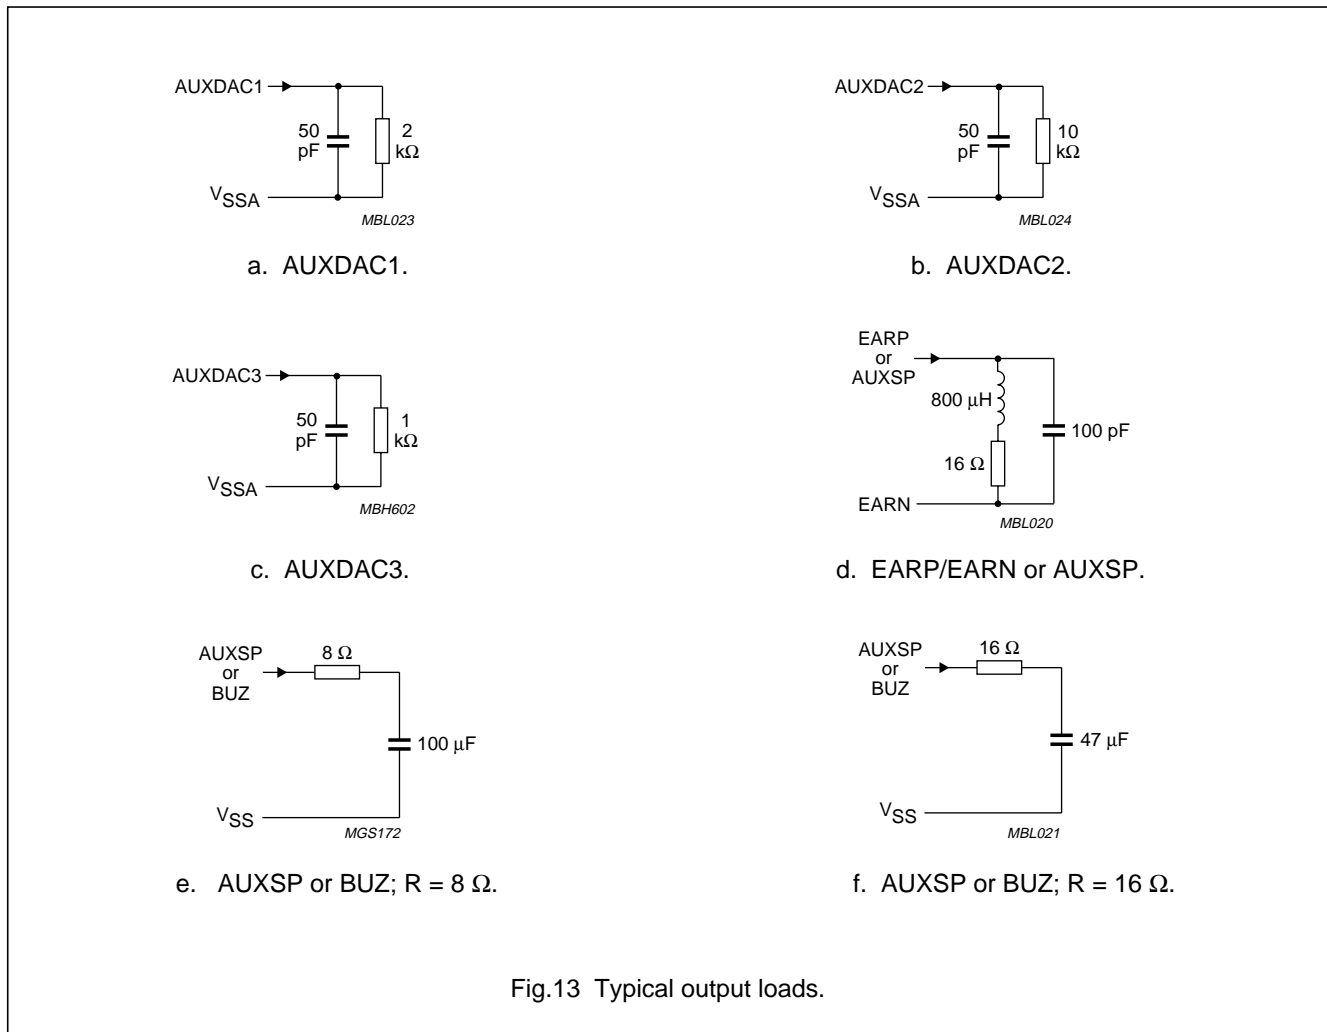 AUXDAC1
50
pF
2
kΩ
VSSA
MBL023
a. AUXDAC1.
AUXDAC2
50
pF
10
kΩ
VSSA
MBL024
b. AUXDAC2.
AUXDAC3
50
pF
1
kΩ
VSSA
MBH602
c. AUXDAC3.
EARP
or
AUXSP
800 μH
16 Ω
100 pF
EARN
MBL020
d. EARP/EARN or AUXSP.
AUXSP
or
BUZ
8 Ω
100 μF
VSS
MGS172
e. AUXSP or BUZ; R = 8 Ω.
AUXSP
or
BUZ
16 Ω
47 μF
VSS
MBL021
f. AUXSP or BUZ; R = 16 Ω.
Fig.13 Typical output loads.